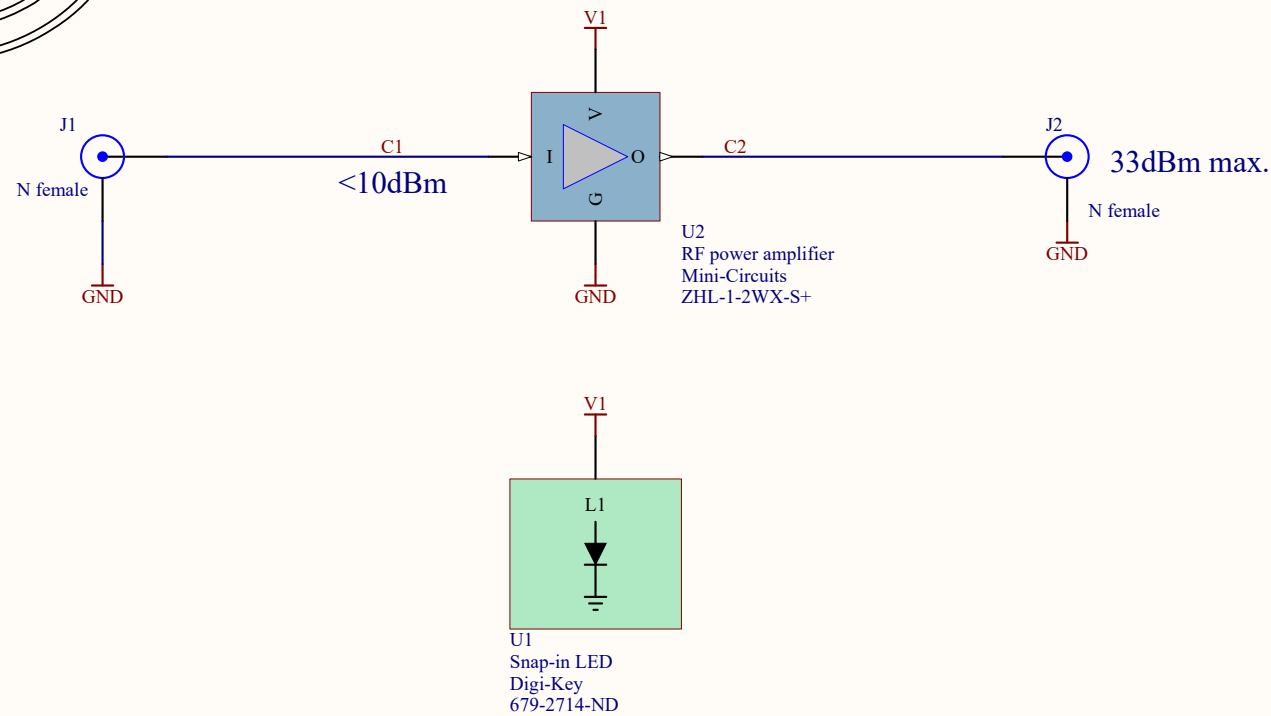 V1
J1
N female
GND
C1
<10dBm
V
I
O
G
GND
C2
U2
RF power amplifier
Mini-Circuits
ZHL-1-2WX-S+
J2
33dBm max.
N female
GND
V1
L1
U1
Snap-in LED
Digi-Key
679-2714-ND